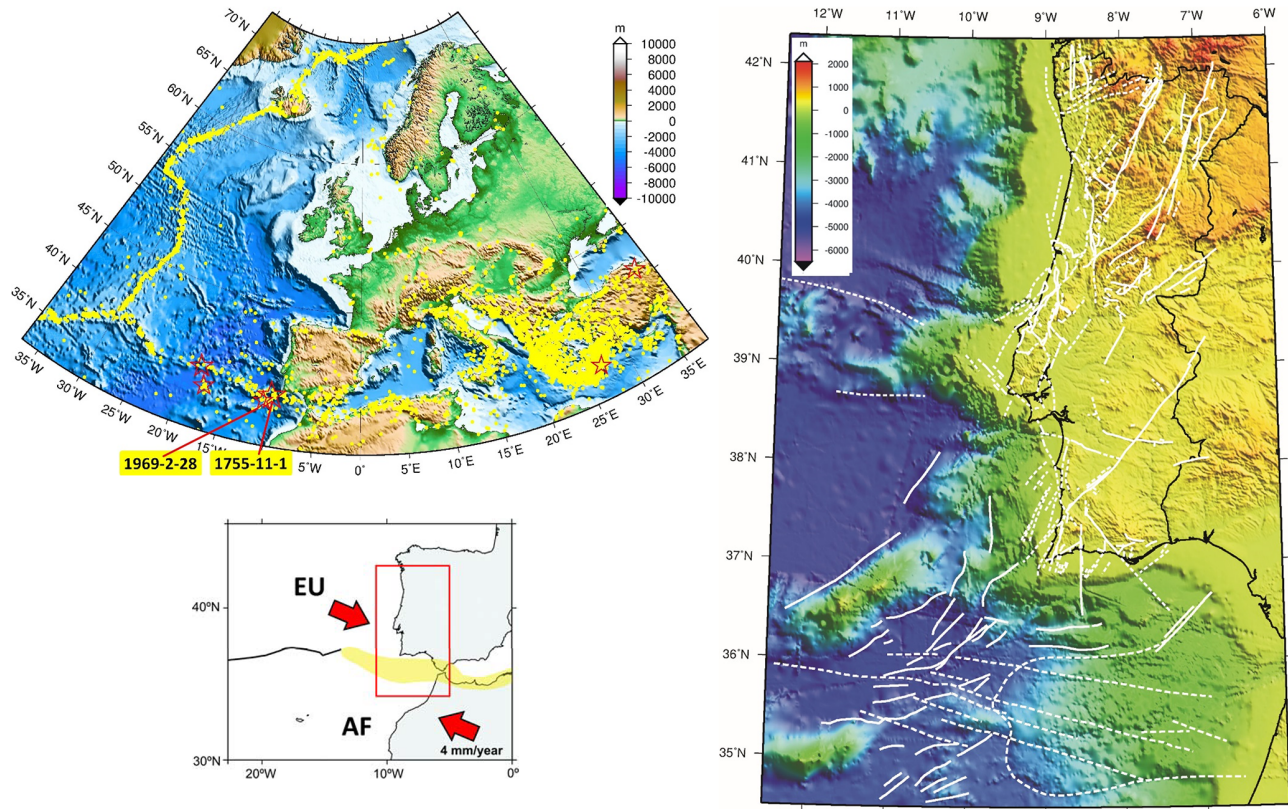 70˚N
65˚N
60˚N
55˚N
50˚N
45˚N
40˚N
35˚N
35˚W
30˚W
25˚W
20˚W
15˚W
5˚W
0˚
5˚E
10˚E
15˚E
20˚E
25˚E
30˚E
35˚E
m
10000
8000
6000
4000
2000
0
-2000
-4000
-6000
-8000
-10000
1969-2-28
1755-11-1
EU
AF
4 mm/year
40ºN
30ºN
20ºW
10ºW
0º
12˚W
11˚W
10˚W
9˚W
8˚W
7˚W
6˚W
m
2000
1000
0
-1000
-2000
-3000
-4000
-5000
-6000
42˚N
41˚N
40˚N
39˚N
38˚N
37˚N
36˚N
35˚N